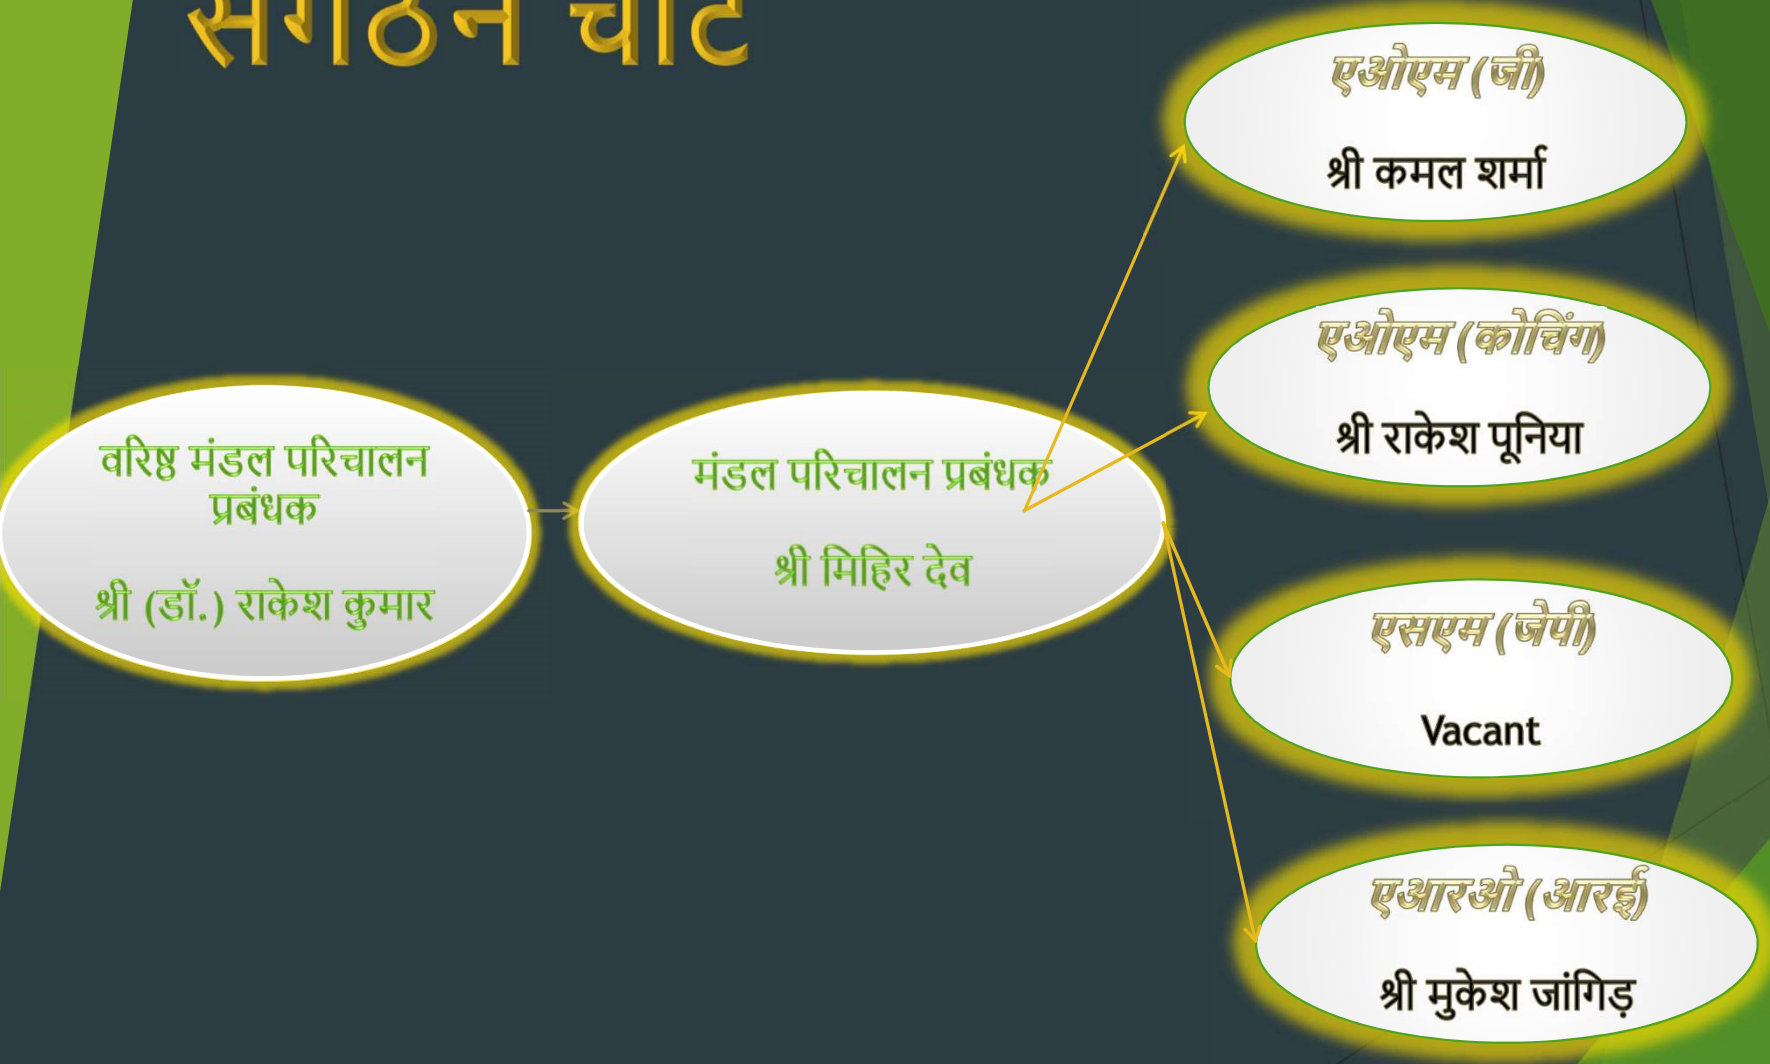 संगठन चार्ट
वरिष्ठ मंडल परिचालन
प्रबंधक
श्री (डॉ.) राकेश कुमार
मंडल परिचालन प्रबंधक
श्री मिहिर देव
एओएम (जी)
श्री कमल शर्मा
एओएम (कोचिंग)
श्री राकेश पूनिया
एसएम (जेपी)
Vacant
एआरओ (आरई)
श्री मुकेश जांगिड़